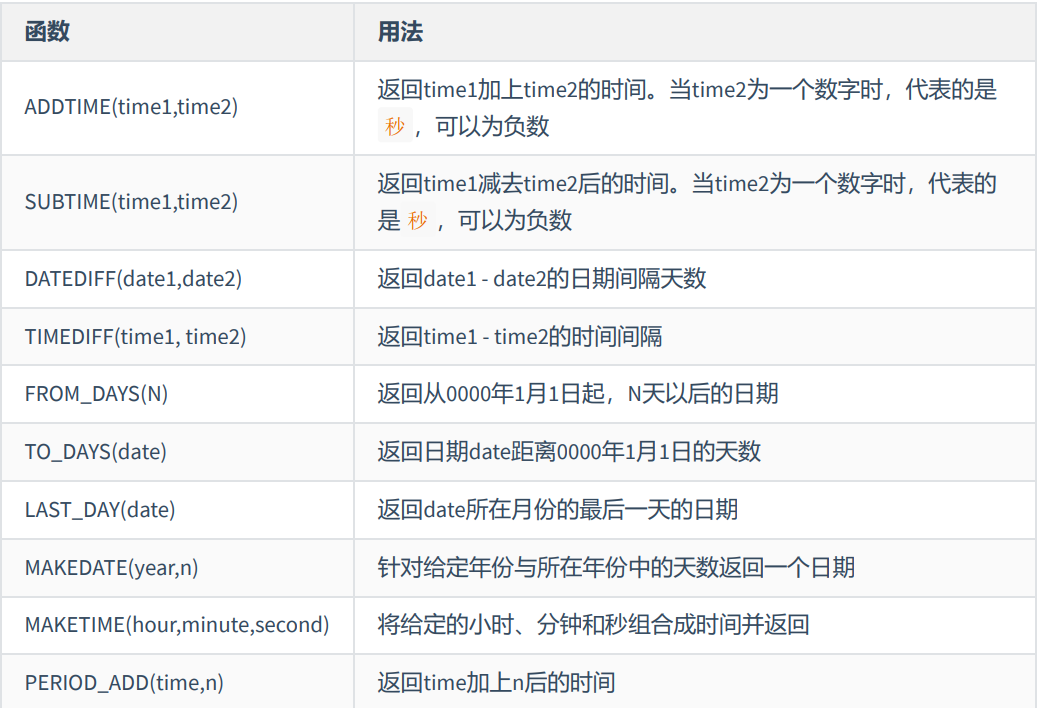 函数 用法
ADDTIME(time1,time2) 返回time1加上time2的时间。当time2为一个数字时，代表的是
秒 ，可以为负数
SUBTIME(time1,time2) 返回time1减去time2后的时间。当time2为一个数字时，代表的
是 秒 ，可以为负数
DATEDIFF(date1,date2) 返回date1 - date2的日期间隔天数
TIMEDIFF(time1, time2) 返回time1 - time2的时间间隔
FROM_DAYS(N) 返回从0000年1月1日起，N天以后的日期
TO_DAYS(date) 返回日期date距离0000年1月1日的天数
LAST_DAY(date) 返回date所在月份的最后一天的日期
MAKEDATE(year,n) 针对给定年份与所在年份中的天数返回一个日期
MAKETIME(hour,minute,second) 将给定的小时、分钟和秒组合成时间并返回
PERIOD_ADD(time,n) 返回time加上n后的时间